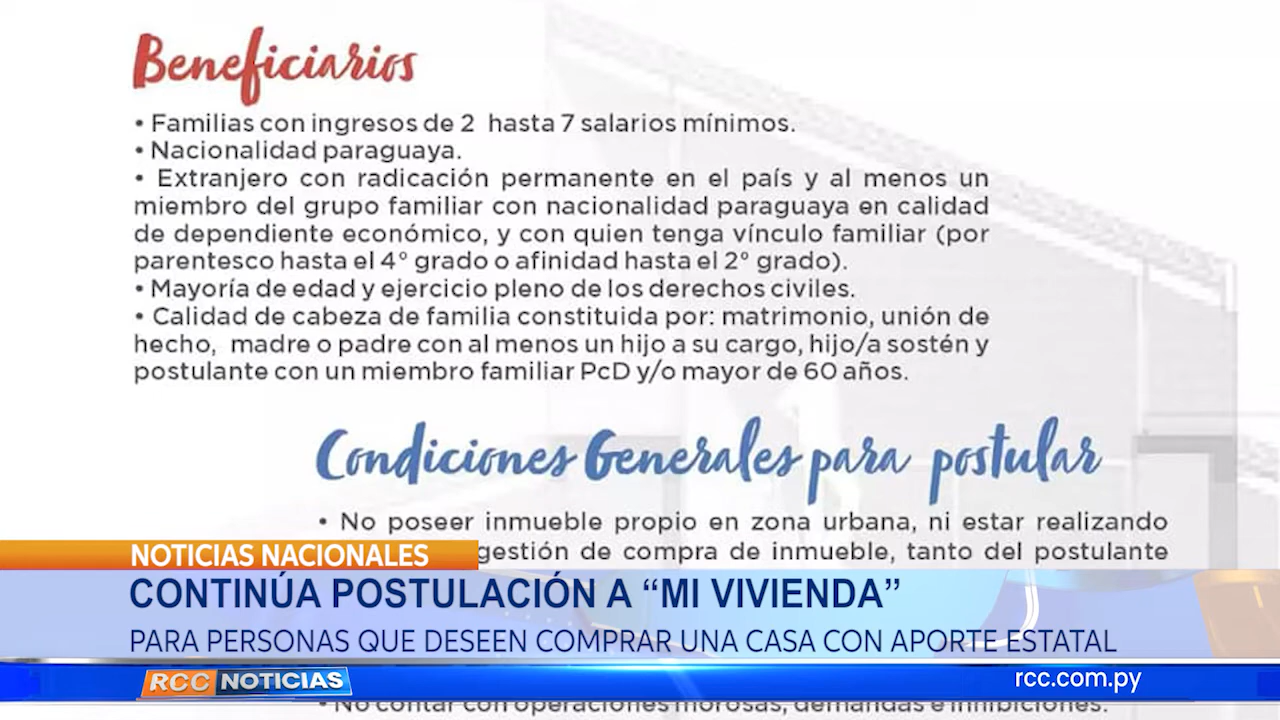 Beneficiarios
• Familias con ingresos de 2 hasta 7 salarios mínimos.
• Nacionalidad paraguaya.
• Extranjero con radicación permanente en el país y al menos un
miembro del grupo familiar con nacionalidad paraguaya en calidad
de dependiente económico, y con quien tenga vínculo familiar (por
parentesco hasta el 4° grado o afinidad hasta el 2° grado).
• Mayoría de edad y ejercicio pleno de los derechos civiles.
• Calidad de cabeza de familia constituida por: matrimonio, unión de
hecho, madre o padre con al menos un hijo a su cargo, hijo/a sostén y
postulante con un miembro familiar PcD y/o mayor de 60 años.
Condiciones Generales para postular
• No poseer inmueble propio en zona urbana, ni estar realizando
gestión de compra de inmueble, tanto del postulante
NOTICIAS NACIONALES
CONTINÚA POSTULACIÓN A “MI VIVIENDA”
PARA PERSONAS QUE DESEEN COMPRAR UNA CASA CON APORTE ESTATAL
RCC NOTICIAS
rcc.com.py
No contar con operaciones morosas, demandas e inhibiciones.